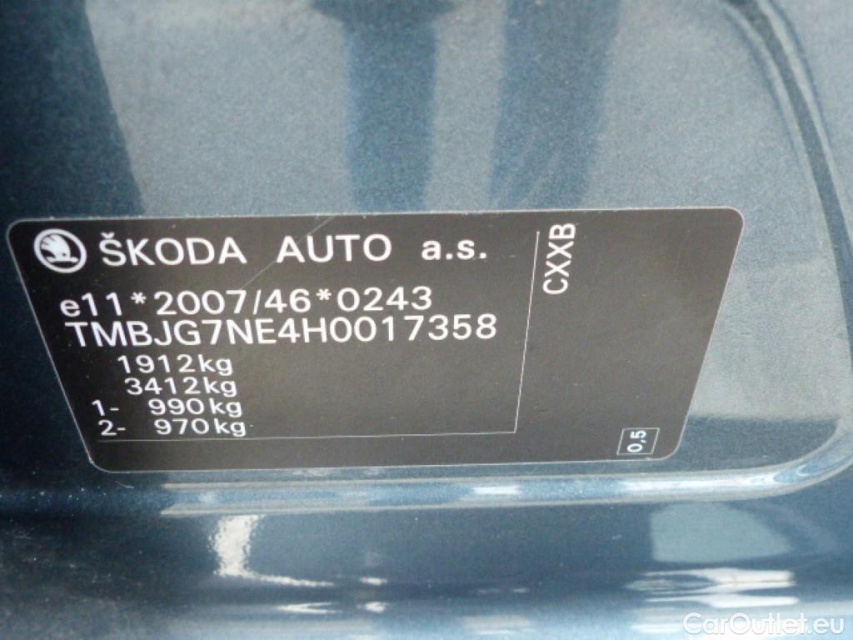 ŠKODA AUTO a.s.
e11*2007/46*0243
TMBJG7NE4H0017358
1912kg
3412kg
1- 990kg
2- 970kg
CXXB
0,5
CarOutlet.eu